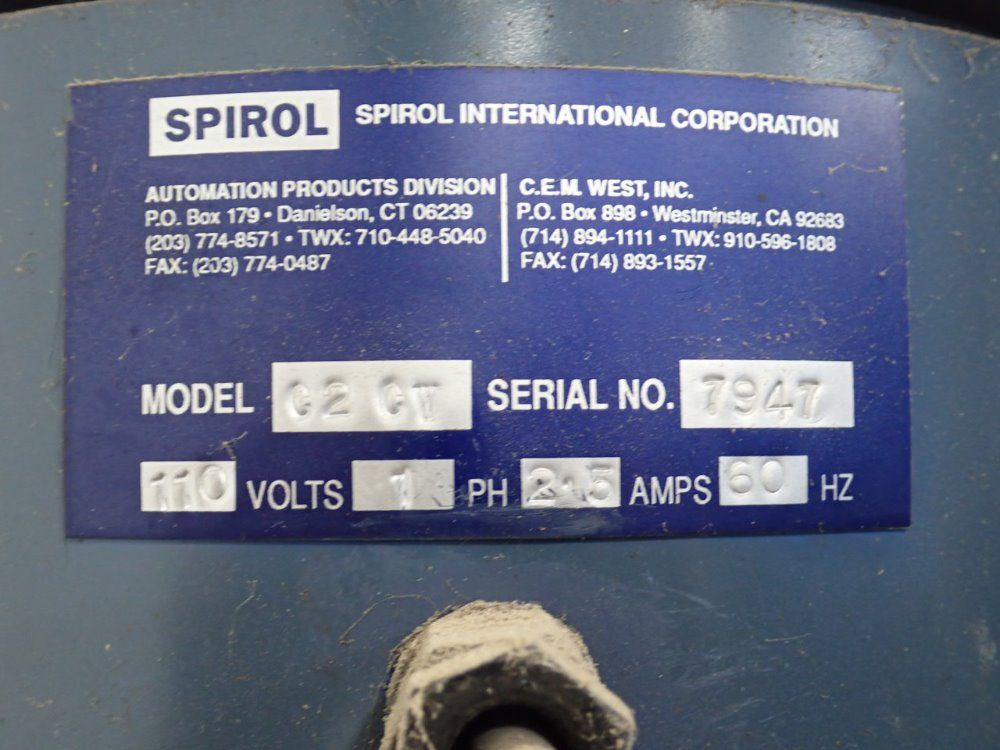 SPIROL SPIROL INTERNATIONAL CORPORATION
AUTOMATION PRODUCTS DIVISION
P.O. Box 179 • Danielson, CT 06239
(203) 774-8571 • TWX: 710-448-5040
FAX: (203) 774-0487
C.E.M. WEST, INC.
P.O. Box 898 • Westminster, CA 92683
(714) 894-1111 • TWX: 910-596-1808
FAX: (714) 893-1557
MODEL C2 CV SERIAL NO. 7947
110 VOLTS 1 PH 2.5 AMPS 60 HZ